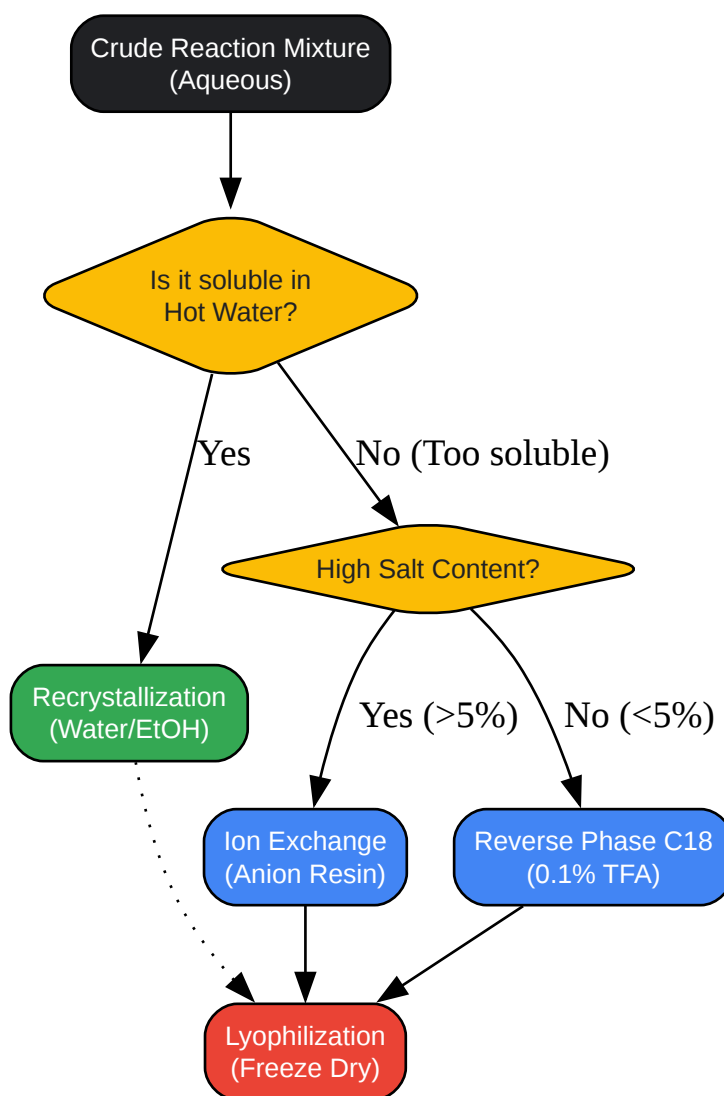 Crude Reaction Mixture
(Aqueous)
Is it soluble in
Hot Water?
Yes
No (Too soluble)
High Salt Content?
Recrystallization
(Water/EtOH)
Yes (>5%)
No (<5%)
Ion Exchange
(Anion Resin)
Reverse Phase C18
(0.1% TFA)
Lyophilization
(Freeze Dry)